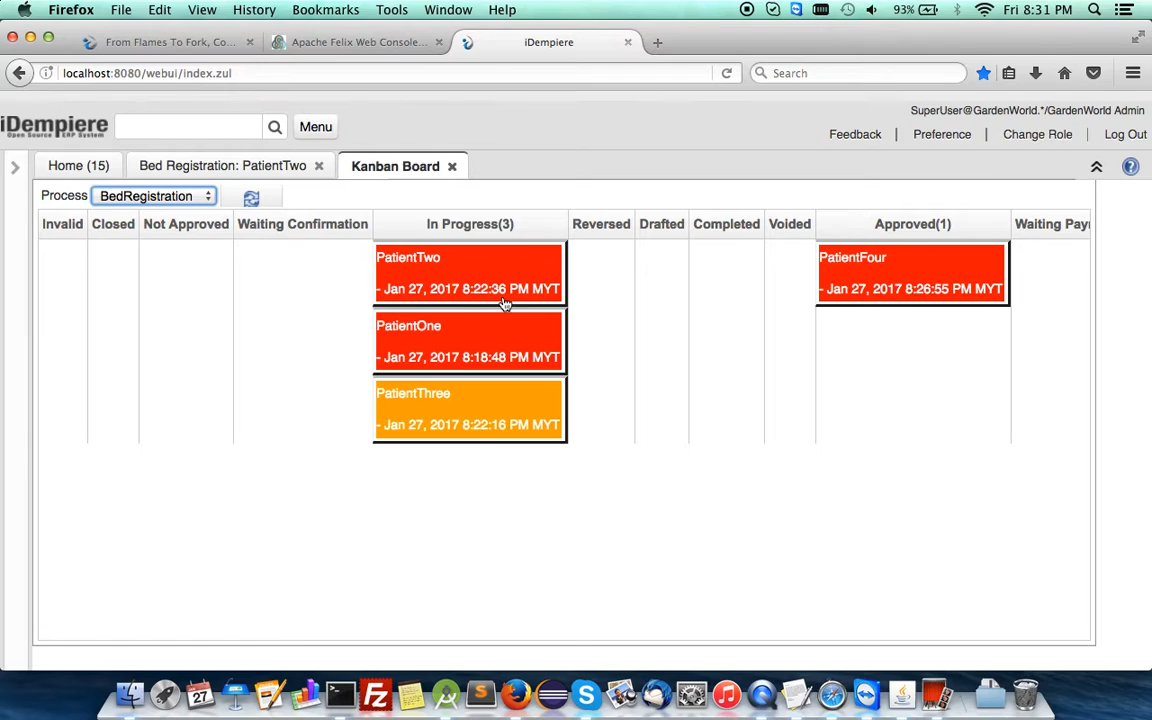 Firefox File Edit View History Bookmarks Tools Window Help 93% Fri 8:31 PM
From Flames To Fork, Co... Apache Felix Web Console... iDempiere
localhost:8080/webui/index.zul Search
SuperUser@GardenWorld.*/GardenWorld Admin
iDempiere Menu
Open Source ERP System
Feedback Preference Change Role Log Out
Home (15) Bed Registration: PatientTwo Kanban Board
Process BedRegistration
Invalid Closed Not Approved Waiting Confirmation In Progress(3) Reversed Drafted Completed Voided Approved(1) Waiting Payn
PatientTwo PatientFour
- Jan 27, 2017 8:22:36 PM MYT - Jan 27, 2017 8:26:55 PM MYT
PatientOne
- Jan 27, 2017 8:18:48 PM MYT
PatientThree
- Jan 27, 2017 8:22:16 PM MYT
27